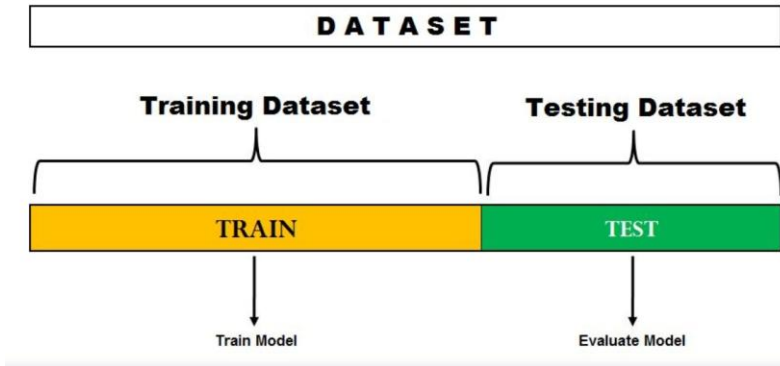 DATASET
Training Dataset
Testing Dataset
TRAIN
TEST
Train Model
Evaluate Model